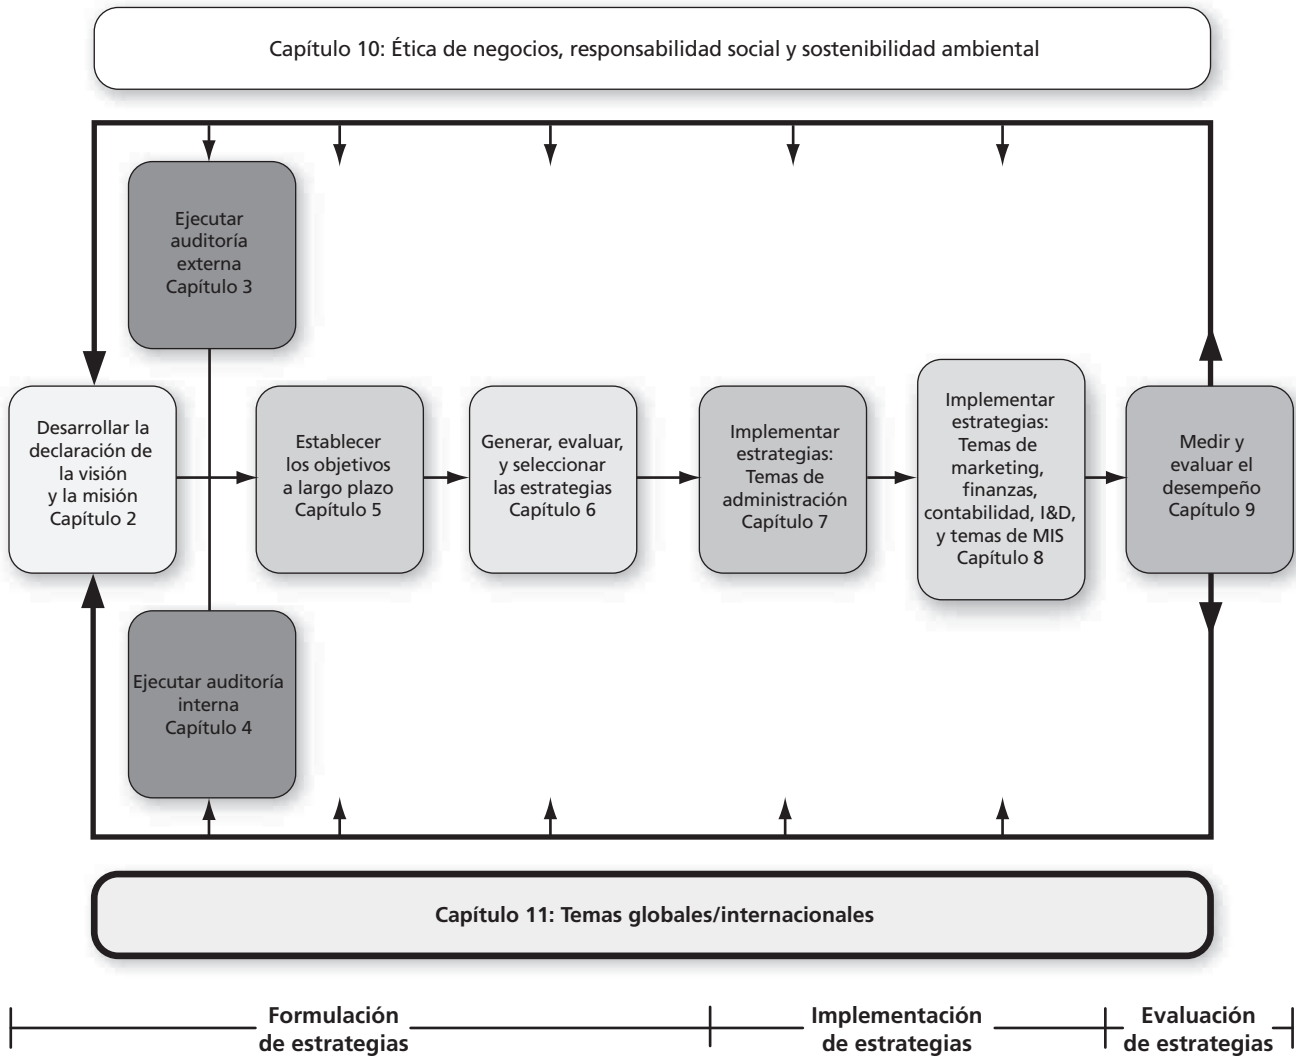 Capítulo 10: Ética de negocios, responsabilidad social y sostenibilidad ambiental
Ejecutar
auditoría
externa
Capítulo 3
Desarrollar la
declaración de
la visión
y la misión
Capítulo 2
Establecer
los objetivos
a largo plazo
Capítulo 5
Generar, evaluar,
y seleccionar
las estrategias
Capítulo 6
Implementar
estrategias:
Temas de
administración
Capítulo 7
Implementar
estrategias:
Temas de
marketing,
finanzas,
contabilidad, I&D,
y temas de MIS
Capítulo 8
Medir y
evaluar el
desempeño
Capítulo 9
Ejecutar auditoría
interna
Capítulo 4
Capítulo 11: Temas globales/internacionales
Formulación
de estrategias
Implementación
de estrategias
Evaluación
de estrategias